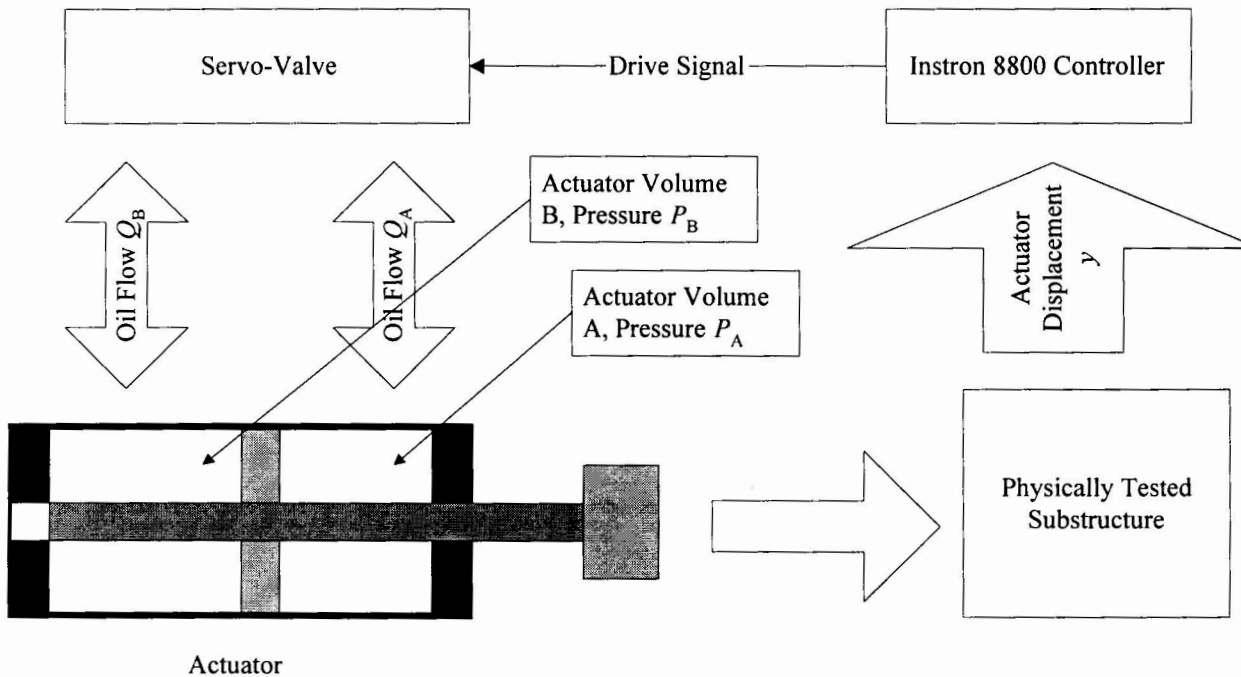 Servo-Valve
Drive Signal
Instron 8800 Controller
Oil Flow Q_B
Oil Flow Q_A
Actuator Volume
B, Pressure P_B
Actuator Volume
A, Pressure P_A
Actuator
Displacement
y
Physically Tested
Substructure
Actuator